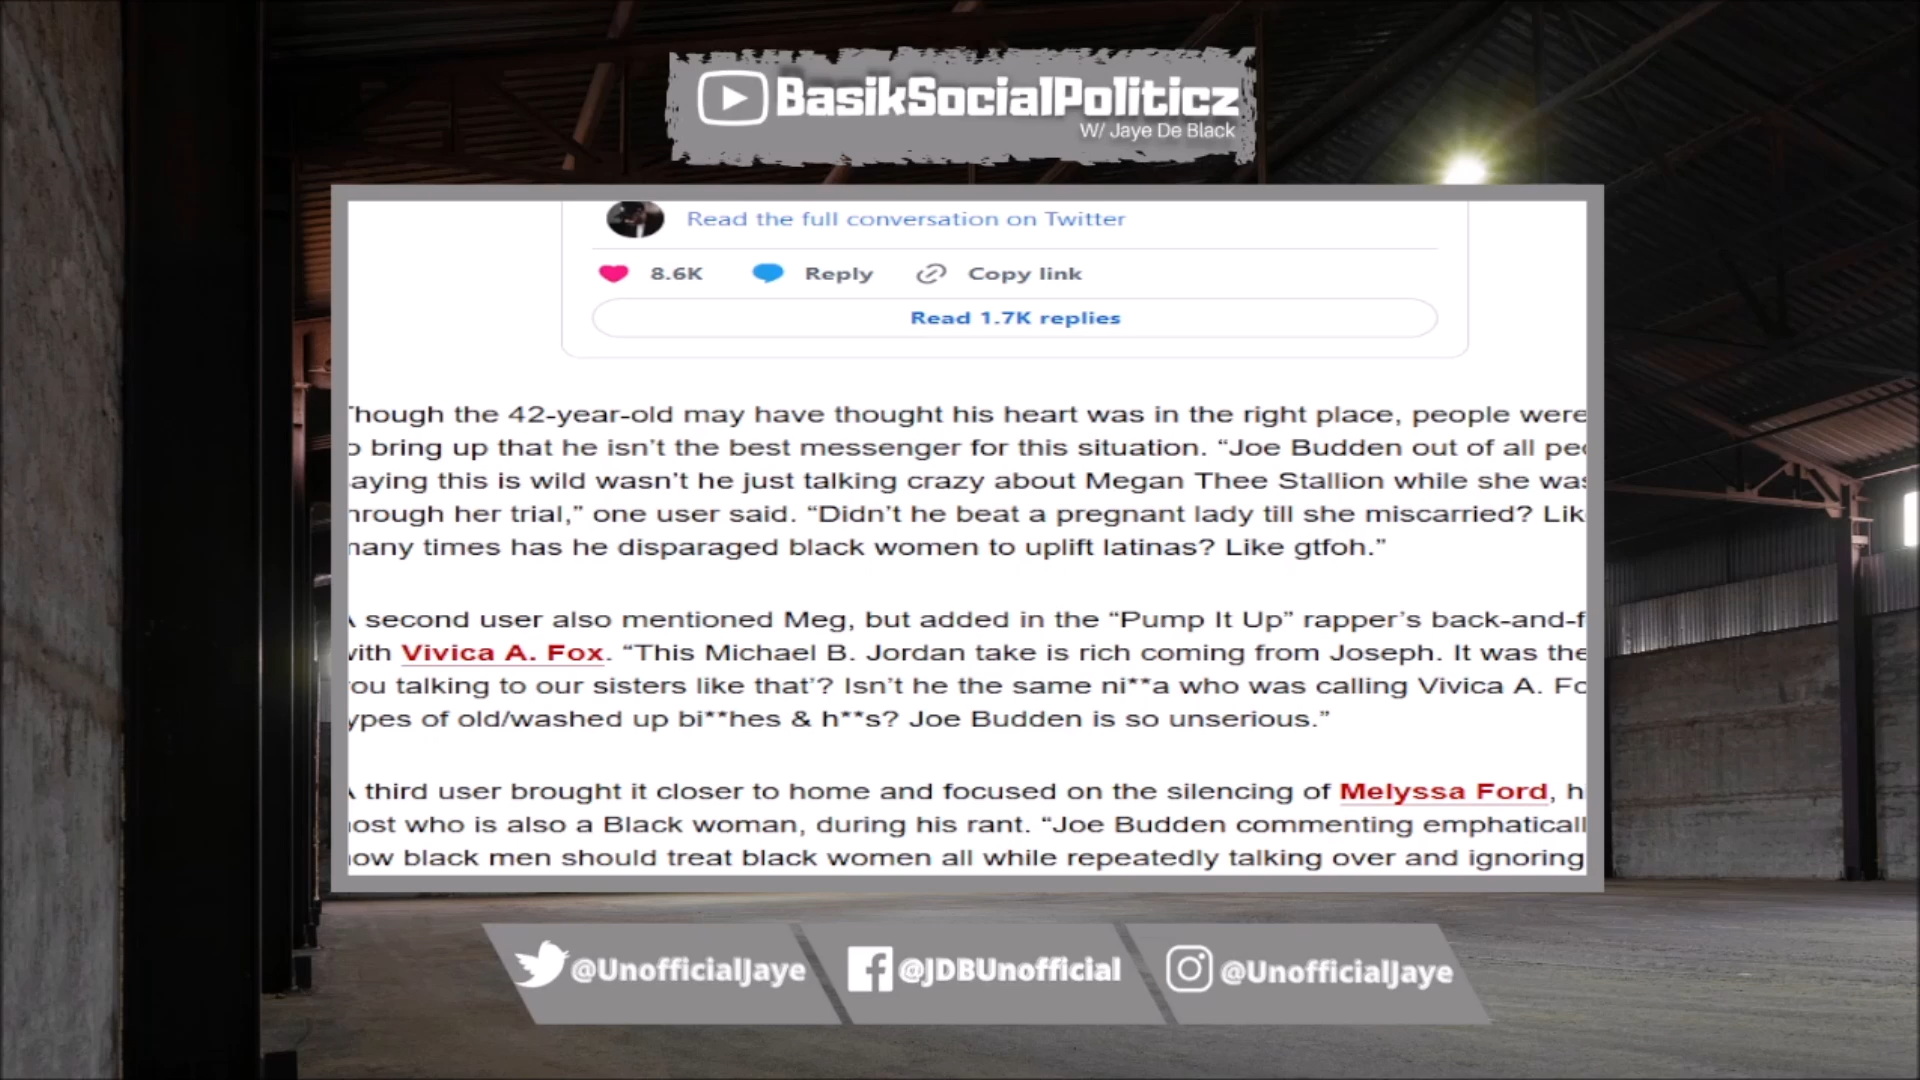 BasikSocialPoliticz
W/ Jaye De Black
Read the full conversation on Twitter
8.6K Reply Copy link
Read 1.7K replies
Though the 42-year-old may have thought his heart was in the right place, people were
o bring up that he isn't the best messenger for this situation. “Joe Budden out of all peo
saying this is wild wasn't he just talking crazy about Megan Thee Stallion while she was
hrough her trial,” one user said. “Didn't he beat a pregnant lady till she miscarried? Lik
many times has he disparaged black women to uplift latinas? Like gtfoh.”
A second user also mentioned Meg, but added in the “Pump It Up” rapper's back-and-f
with Vivica A. Fox. “This Michael B. Jordan take is rich coming from Joseph. It was the
you talking to our sisters like that'? Isn't he the same ni**a who was calling Vivica A. Fo
ypes of old/washed up bi**hes & h**s? Joe Budden is so unserious.”
A third user brought it closer to home and focused on the silencing of Melyssa Ford, h
host who is also a Black woman, during his rant. “Joe Budden commenting emphaticall
how black men should treat black women all while repeatedly talking over and ignoring
@UnofficialJaye @JDBUnofficial @UnofficialJaye